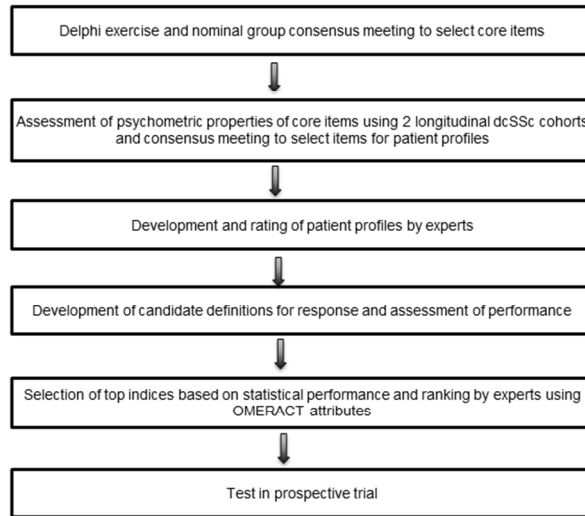 Delphi exercise and nominal group consensus meeting to select core items
Assessment of psychometric properties of core items using 2 longitudinal dcSSc cohorts
and consensus meeting to select items for patient profiles
Development and rating of patient profiles by experts
Development of candidate definitions for response and assessment of performance
Selection of top indices based on statistical performance and ranking by experts using
OMERACT attributes
Test in prospective trial